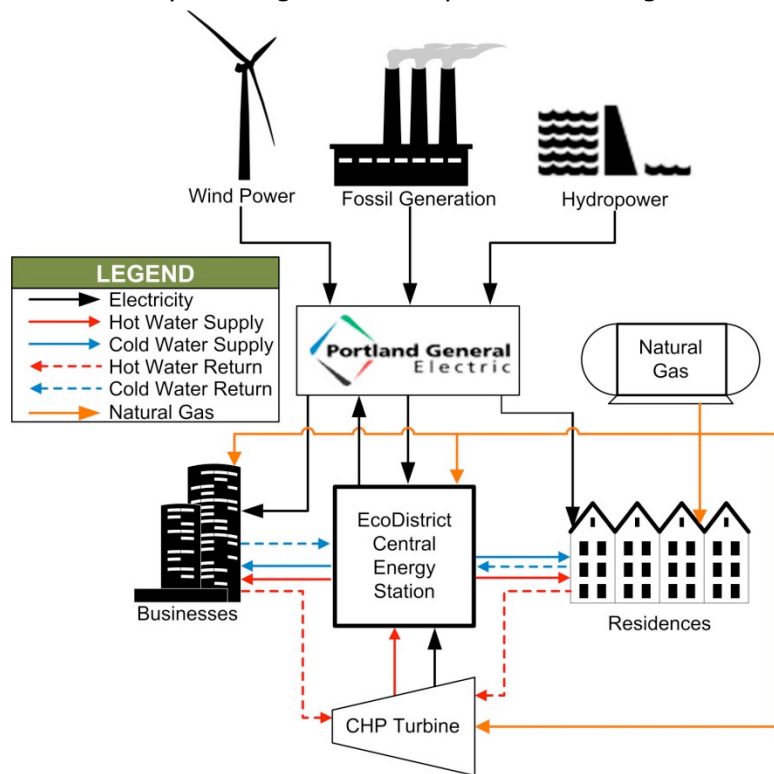 Wind Power
Fossil Generation
Hydropower
LEGEND
Electricity
Hot Water Supply
Cold Water Supply
Hot Water Return
Cold Water Return
Natural Gas
Portland General
Electric
Natural
Gas
EcoDistrict
Central
Energy
Station
Businesses
Residences
CHP Turbine